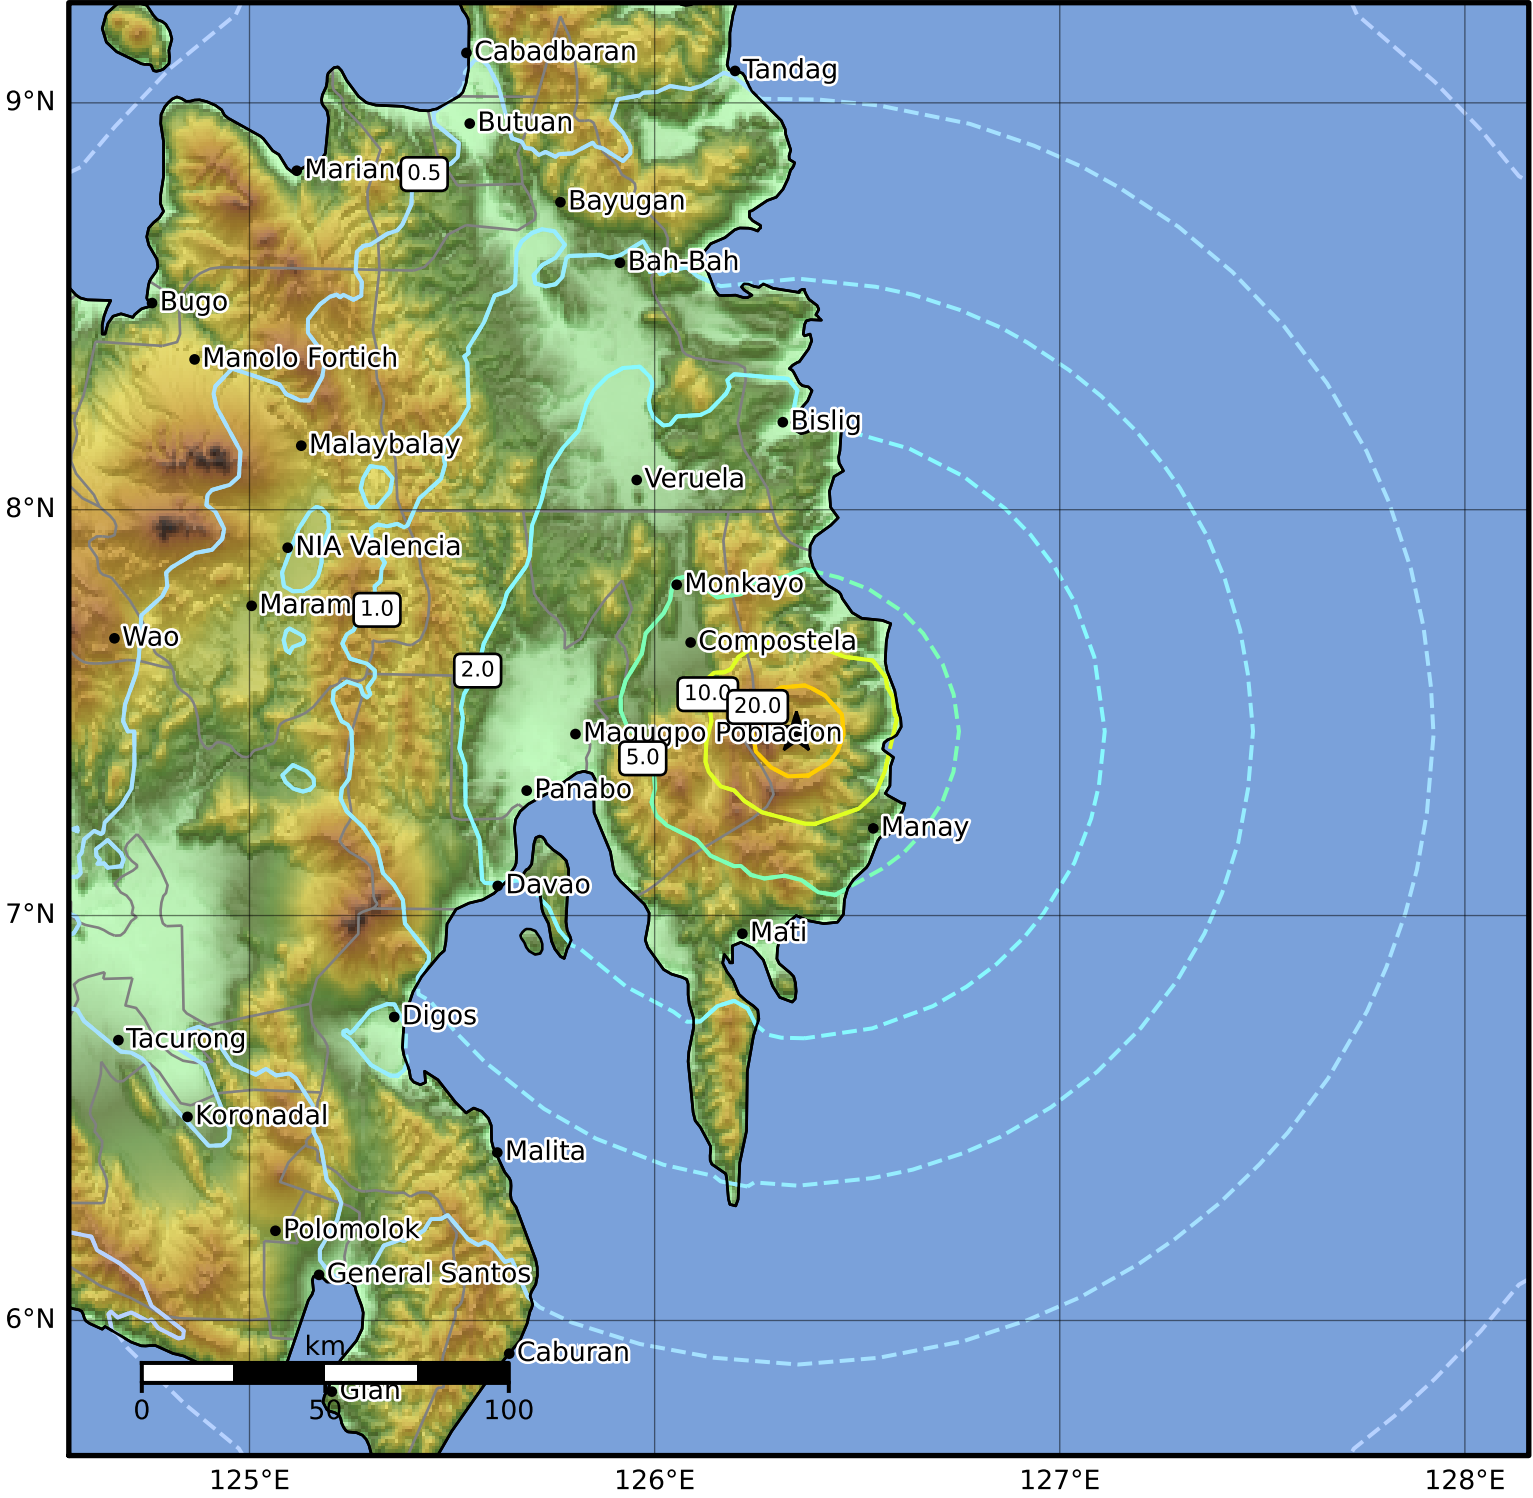 Cabadbaran
Tandag
9°N
Butuan
Marian
0.5
Bayugan
Bah-Bah
Bugo
Manolo Fortich
Bislig
Malaybalay
Veruela
8°N
NIA Valencia
Monkayo
Maram
1.0
Wao
Compostela
2.0
10.0
20.0
Magugpo Poblacion
5.0
Panabo
Manay
Davao
7°N
Mati
Digos
Tacurong
Koronadal
Malita
Polomolok
General Santos
6°N
km
Caburan
Glan
0
50
100
125°E
126°E
127°E
128°E